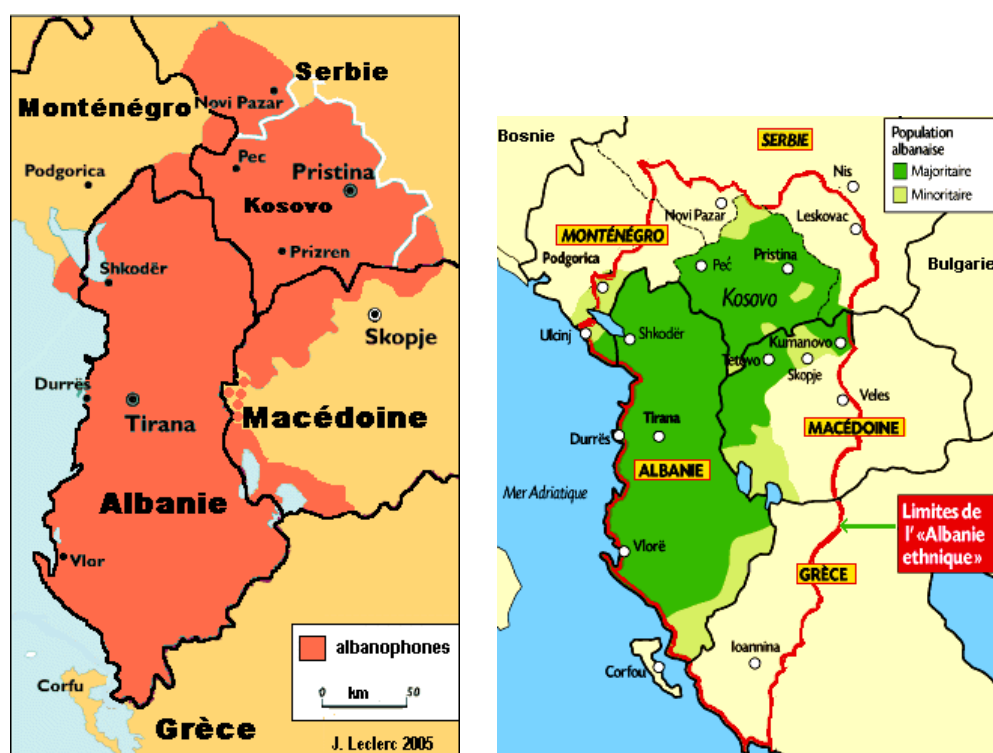 Serbie
Monténégro
Novi Pazar
Podgorica
Pec
Pristina
Kosovo
Prizren
Shkodër
Skopje
Durrës
Tirana
Macédoine
Albanie
Vlor
albanophones
0 km 50
Corfu
Grèce
J. Leclerc 2005
Bosnie
SERBIE
Population
albanaise
Majoritaire
Minoritaire
Nis
Novi Pazar
Leskovac
MONTÉNÉGRO
Podgorica
Peć
Pristina
Bulgarie
Kosovo
Ulcinj
Shkodër
Kumanovo
Tetovo
Skopje
Veles
Tirana
MACÉDOINE
Durrës
ALBANIE
Mer Adriatique
Limites de
l' «Albanie
ethnique»
Vlorë
GRÈCE
Ioannina
Corfou